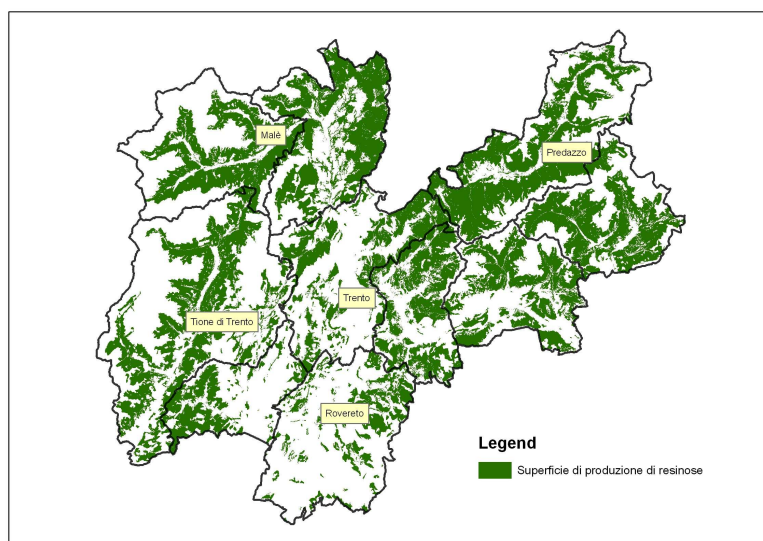 Malè
Predazzo
Trento
Tione di Trento
Rovereto
Legend
Superficie di produzione di resinose